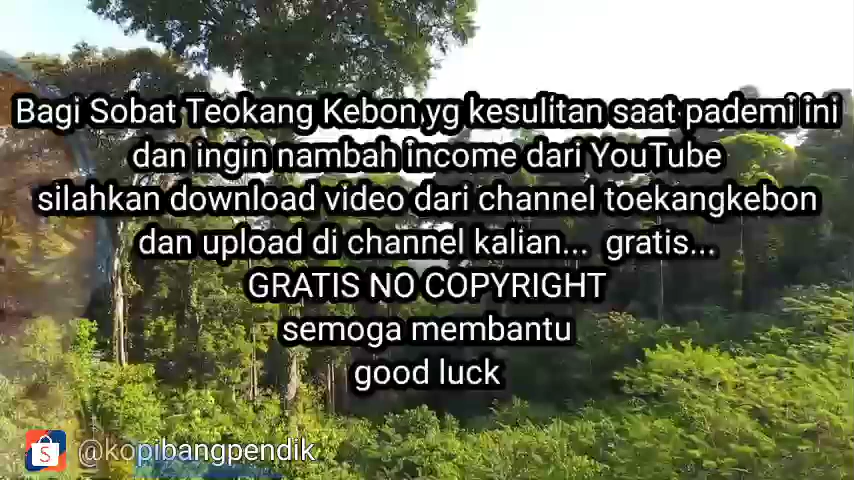 Bagi Sobat Teokang Kebon yg kesulitan saat pademi ini
dan ingin nambah income dari YouTube
silahkan download video dari channel toekangkebon
dan upload di channel kalian... gratis...
GRATIS NO COPYRIGHT
semoga membantu
good luck
@kopibangpendik